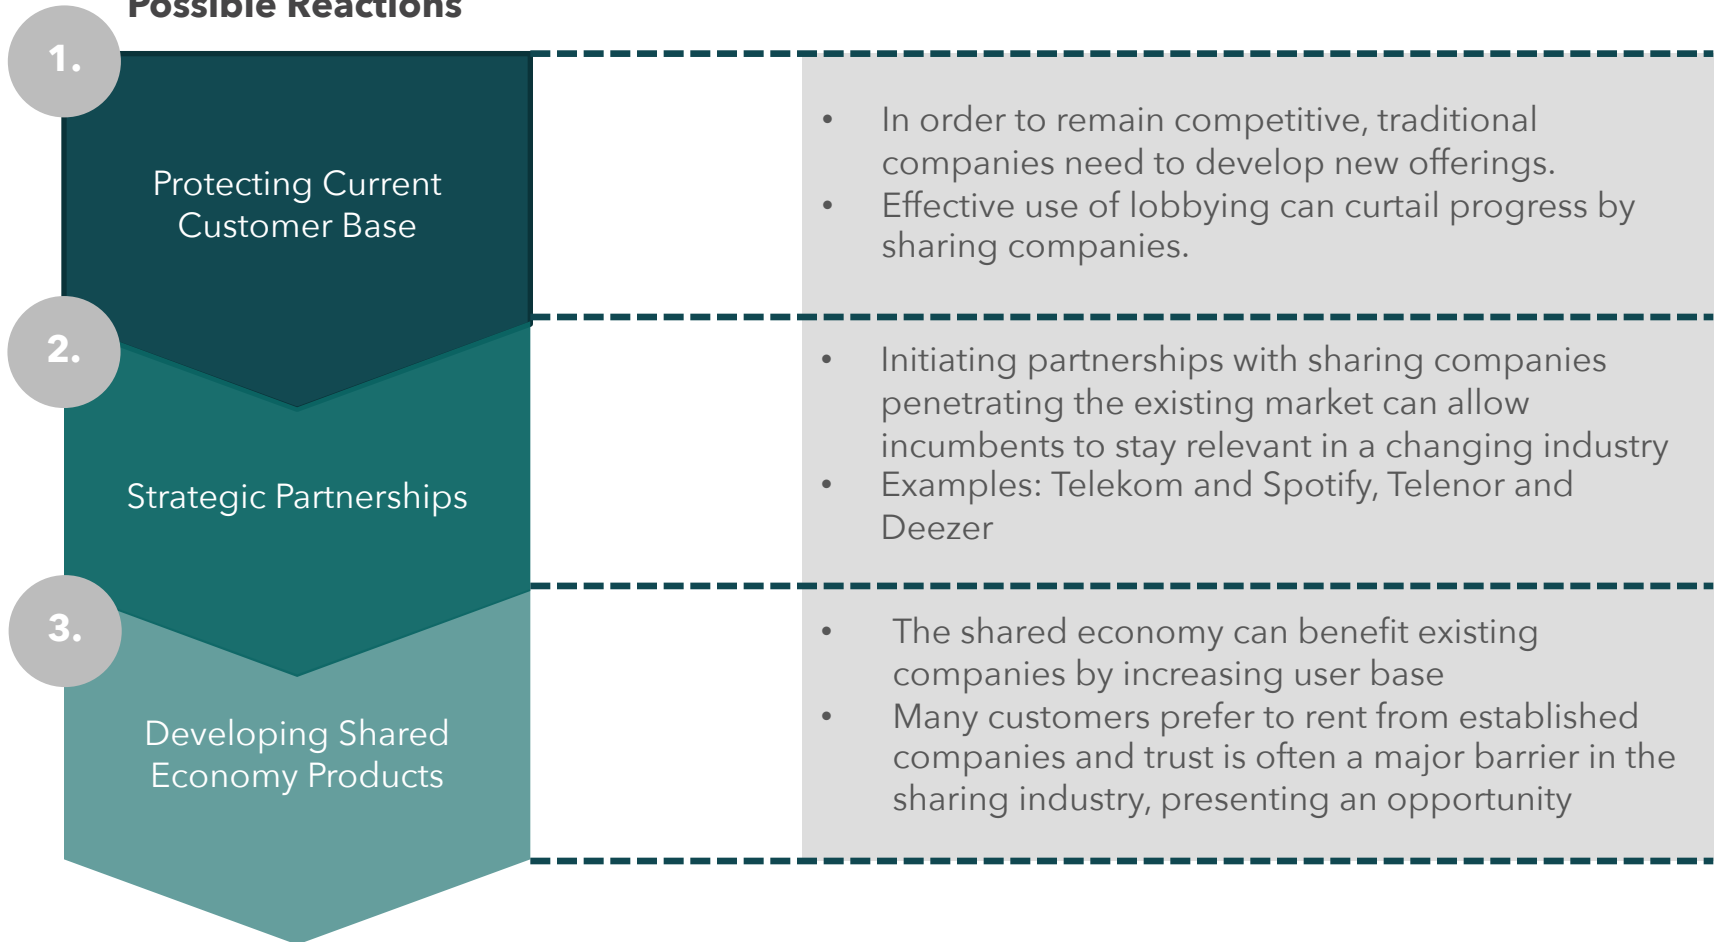 Possible Reactions
1.
Protecting Current
Customer Base
• In order to remain competitive, traditional
companies need to develop new offerings.
• Effective use of lobbying can curtail progress by
sharing companies.
2.
Strategic Partnerships
• Initiating partnerships with sharing companies
penetrating the existing market can allow
incumbents to stay relevant in a changing industry
• Examples: Telekom and Spotify, Telenor and
Deezer
3.
Developing Shared
Economy Products
• The shared economy can benefit existing
companies by increasing user base
• Many customers prefer to rent from established
companies and trust is often a major barrier in the
sharing industry, presenting an opportunity